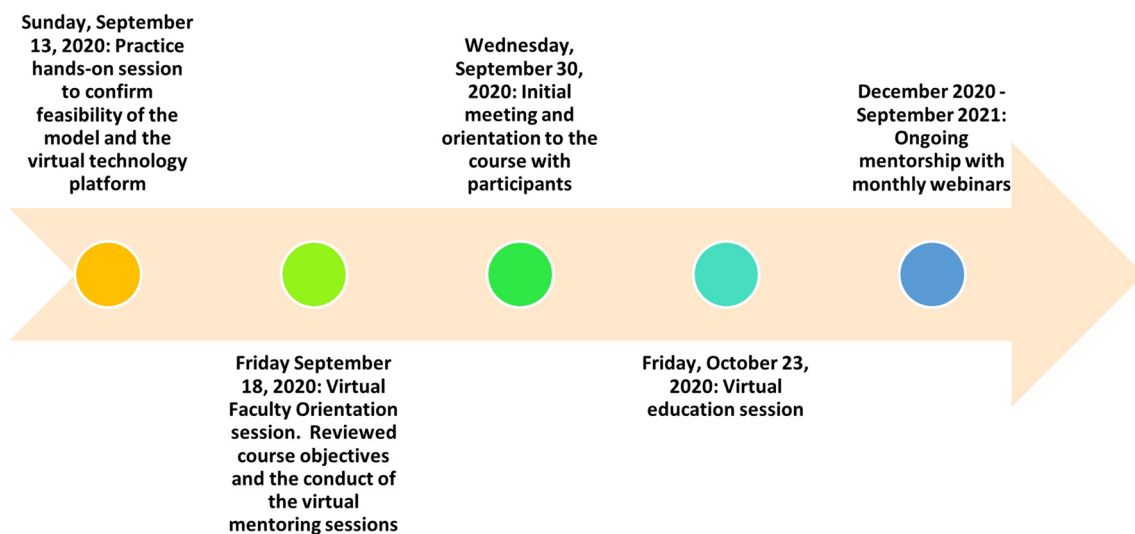 Sunday, September
13, 2020: Practice
hands-on session
to confirm
feasibility of the
model and the
virtual technology
platform
Friday September
18, 2020: Virtual
Faculty Orientation
session.  Reviewed
course objectives
and the conduct of
the virtual
mentoring sessions
Wednesday,
September 30,
2020: Initial
meeting and
orientation to the
course with
participants
Friday, October 23,
2020: Virtual
education session
December 2020 -
September 2021:
Ongoing
mentorship with
monthly webinars